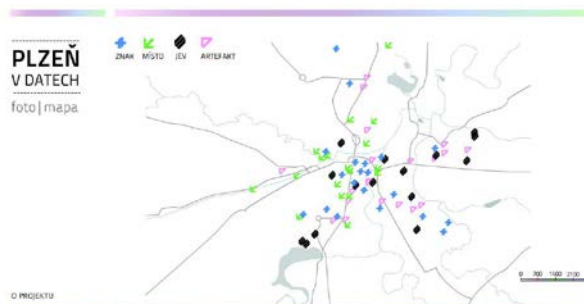 PLZEŇ
V DATECH
foto|mapa
ZNAK MÍSTO JEV ARTEFAKT
0 700 1400 2100
O PROJEKTU